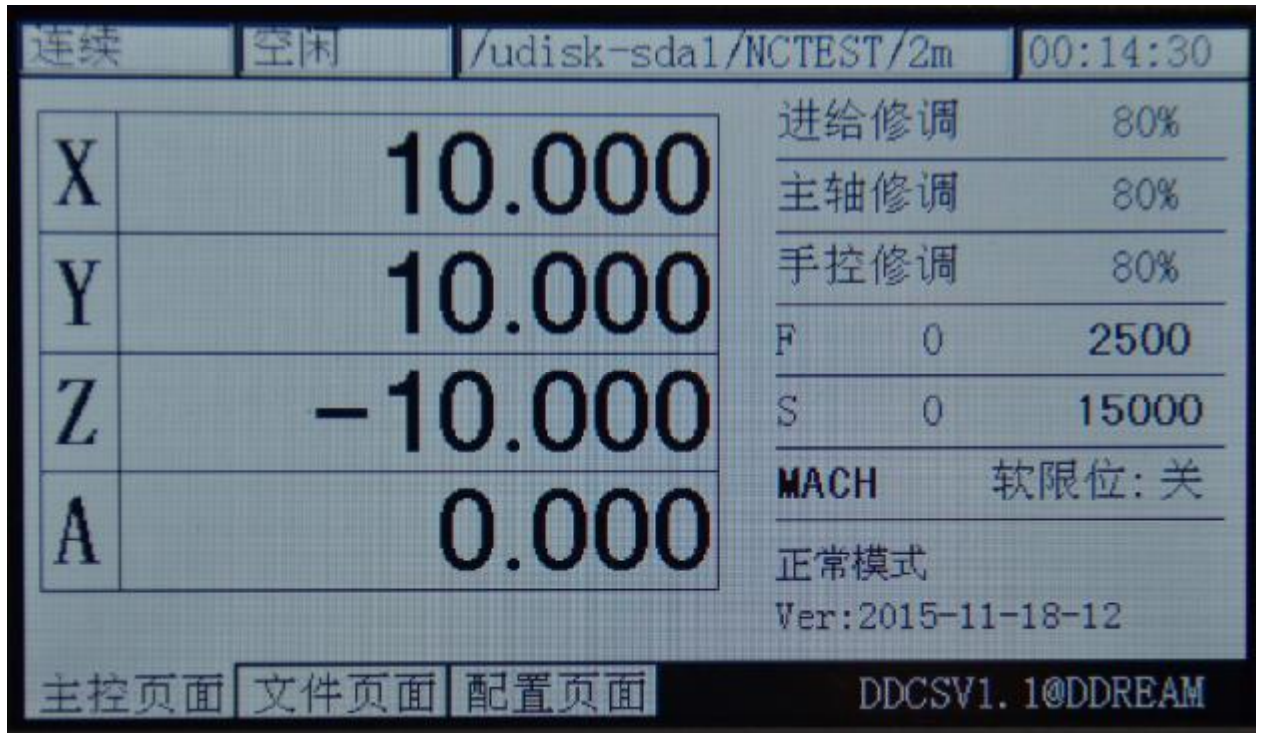 连续 空闲 /udisk-sda1/NCTEST/2m 00:14:30
X 10.000
Y 10.000
Z -10.000
A 0.000
进给修调 80%
主轴修调 80%
手控修调 80%
F 0 2500
S 0 15000
MACH 软限位:关
正常模式
Ver:2015-11-18-12
主控页面 文件页面 配置页面 DDCSV1.1@DDREAM